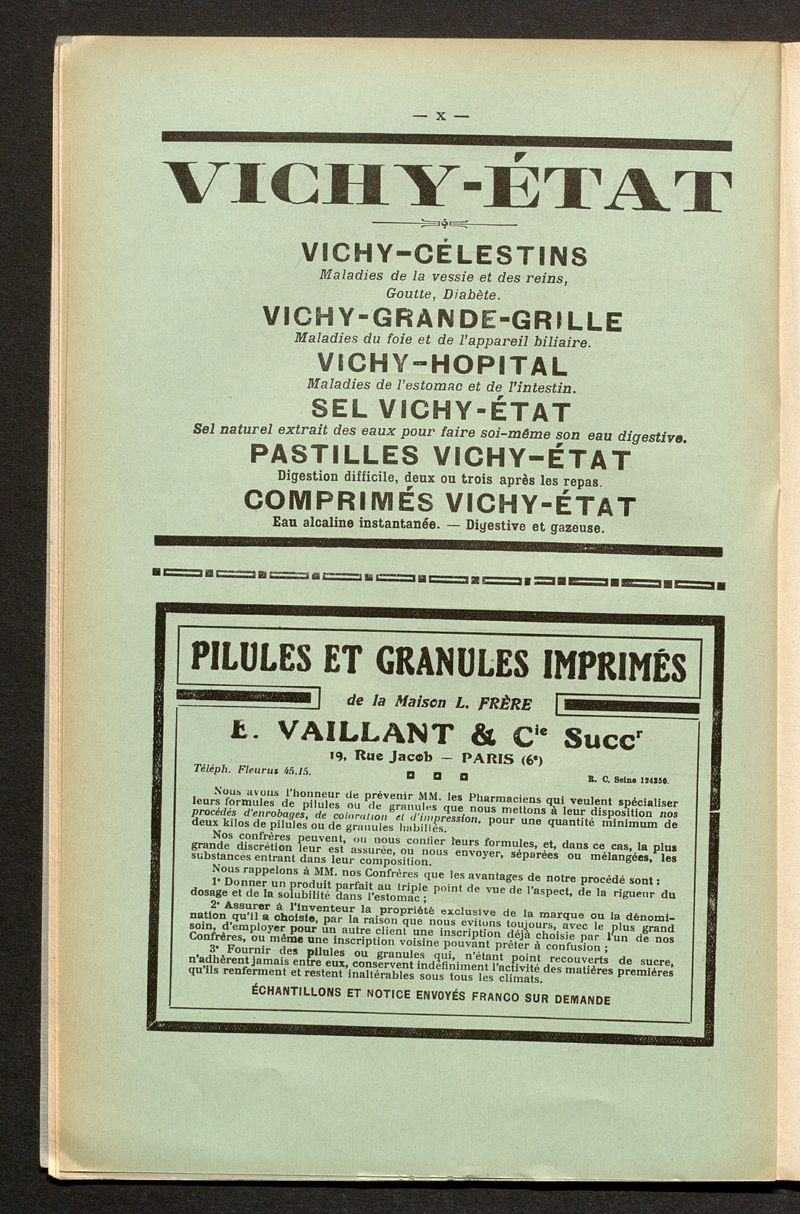 — X —
VICHY-ÉTAT
VICHY-CÉLESTINS
Maladies de la vessie et des reins,
Goutte, Diabète.
VICHY-GRANDE-GRILLE
Maladies du foie et de l'appareil biliaire.
VICHY-HOPITAL
Maladies de l'estomac et de l'intestin.
SEL VICHY-ÉTAT
Sel naturel extrait des eaux pour faire soi-même son eau digestive.
PASTILLES VICHY-ÉTAT
Digestion difficile, deux ou trois après les repas.
COMPRIMÉS VICHY-ÉTAT
Eau alcaline instantanée. — Digestive et gazeuse.
PILULES ET GRANULES IMPRIMÉS
de la Maison L. FRÈRE
E. VAILLANT & Cie Succr
19, Rue Jacob — PARIS (6e)
Téléph. Fleurus 45.15.
R. C. Seine 124350.
Nous avons l'honneur de prévenir MM. les Pharmaciens qui veulent spécialiser
leurs formules de pilules ou de granules que nous mettons à leur disposition nos
procédés d'enrobages, de coloration et d'impression, pour une quantité minimum de
deux kilos de pilules ou de granules habillés.
Nos confrères peuvent, ou nous confier leurs formules, et, dans ce cas, la plus
grande discrétion leur est assurée, ou nous envoyer, séparées ou mélangées, les
substances entrant dans leur composition.
Nous rappelons à MM. nos Confrères que les avantages de notre procédé sont :
1° Donner un produit parfait au triple point de vue de l'aspect, de la rigueur du
dosage et de la solubilité dans l'estomac ;
2° Assurer à l'inventeur la propriété exclusive de la marque ou la dénomi-
nation qu'il a choisie, par la raison que nous évitons toujours, avec le plus grand
soin, d'employer pour un autre client une inscription déjà choisie par l'un de nos
Confrères, ou même une inscription voisine pouvant prêter à confusion ;
3° Fournir des pilules ou granules qui, n'étant point recouverts de sucre,
n'adhèrent jamais entre eux, conservent indéfiniment l'activité des matières premières
qu'ils renferment et restent inaltérables sous tous les climats.
ÉCHANTILLONS ET NOTICE ENVOYÉS FRANCO SUR DEMANDE